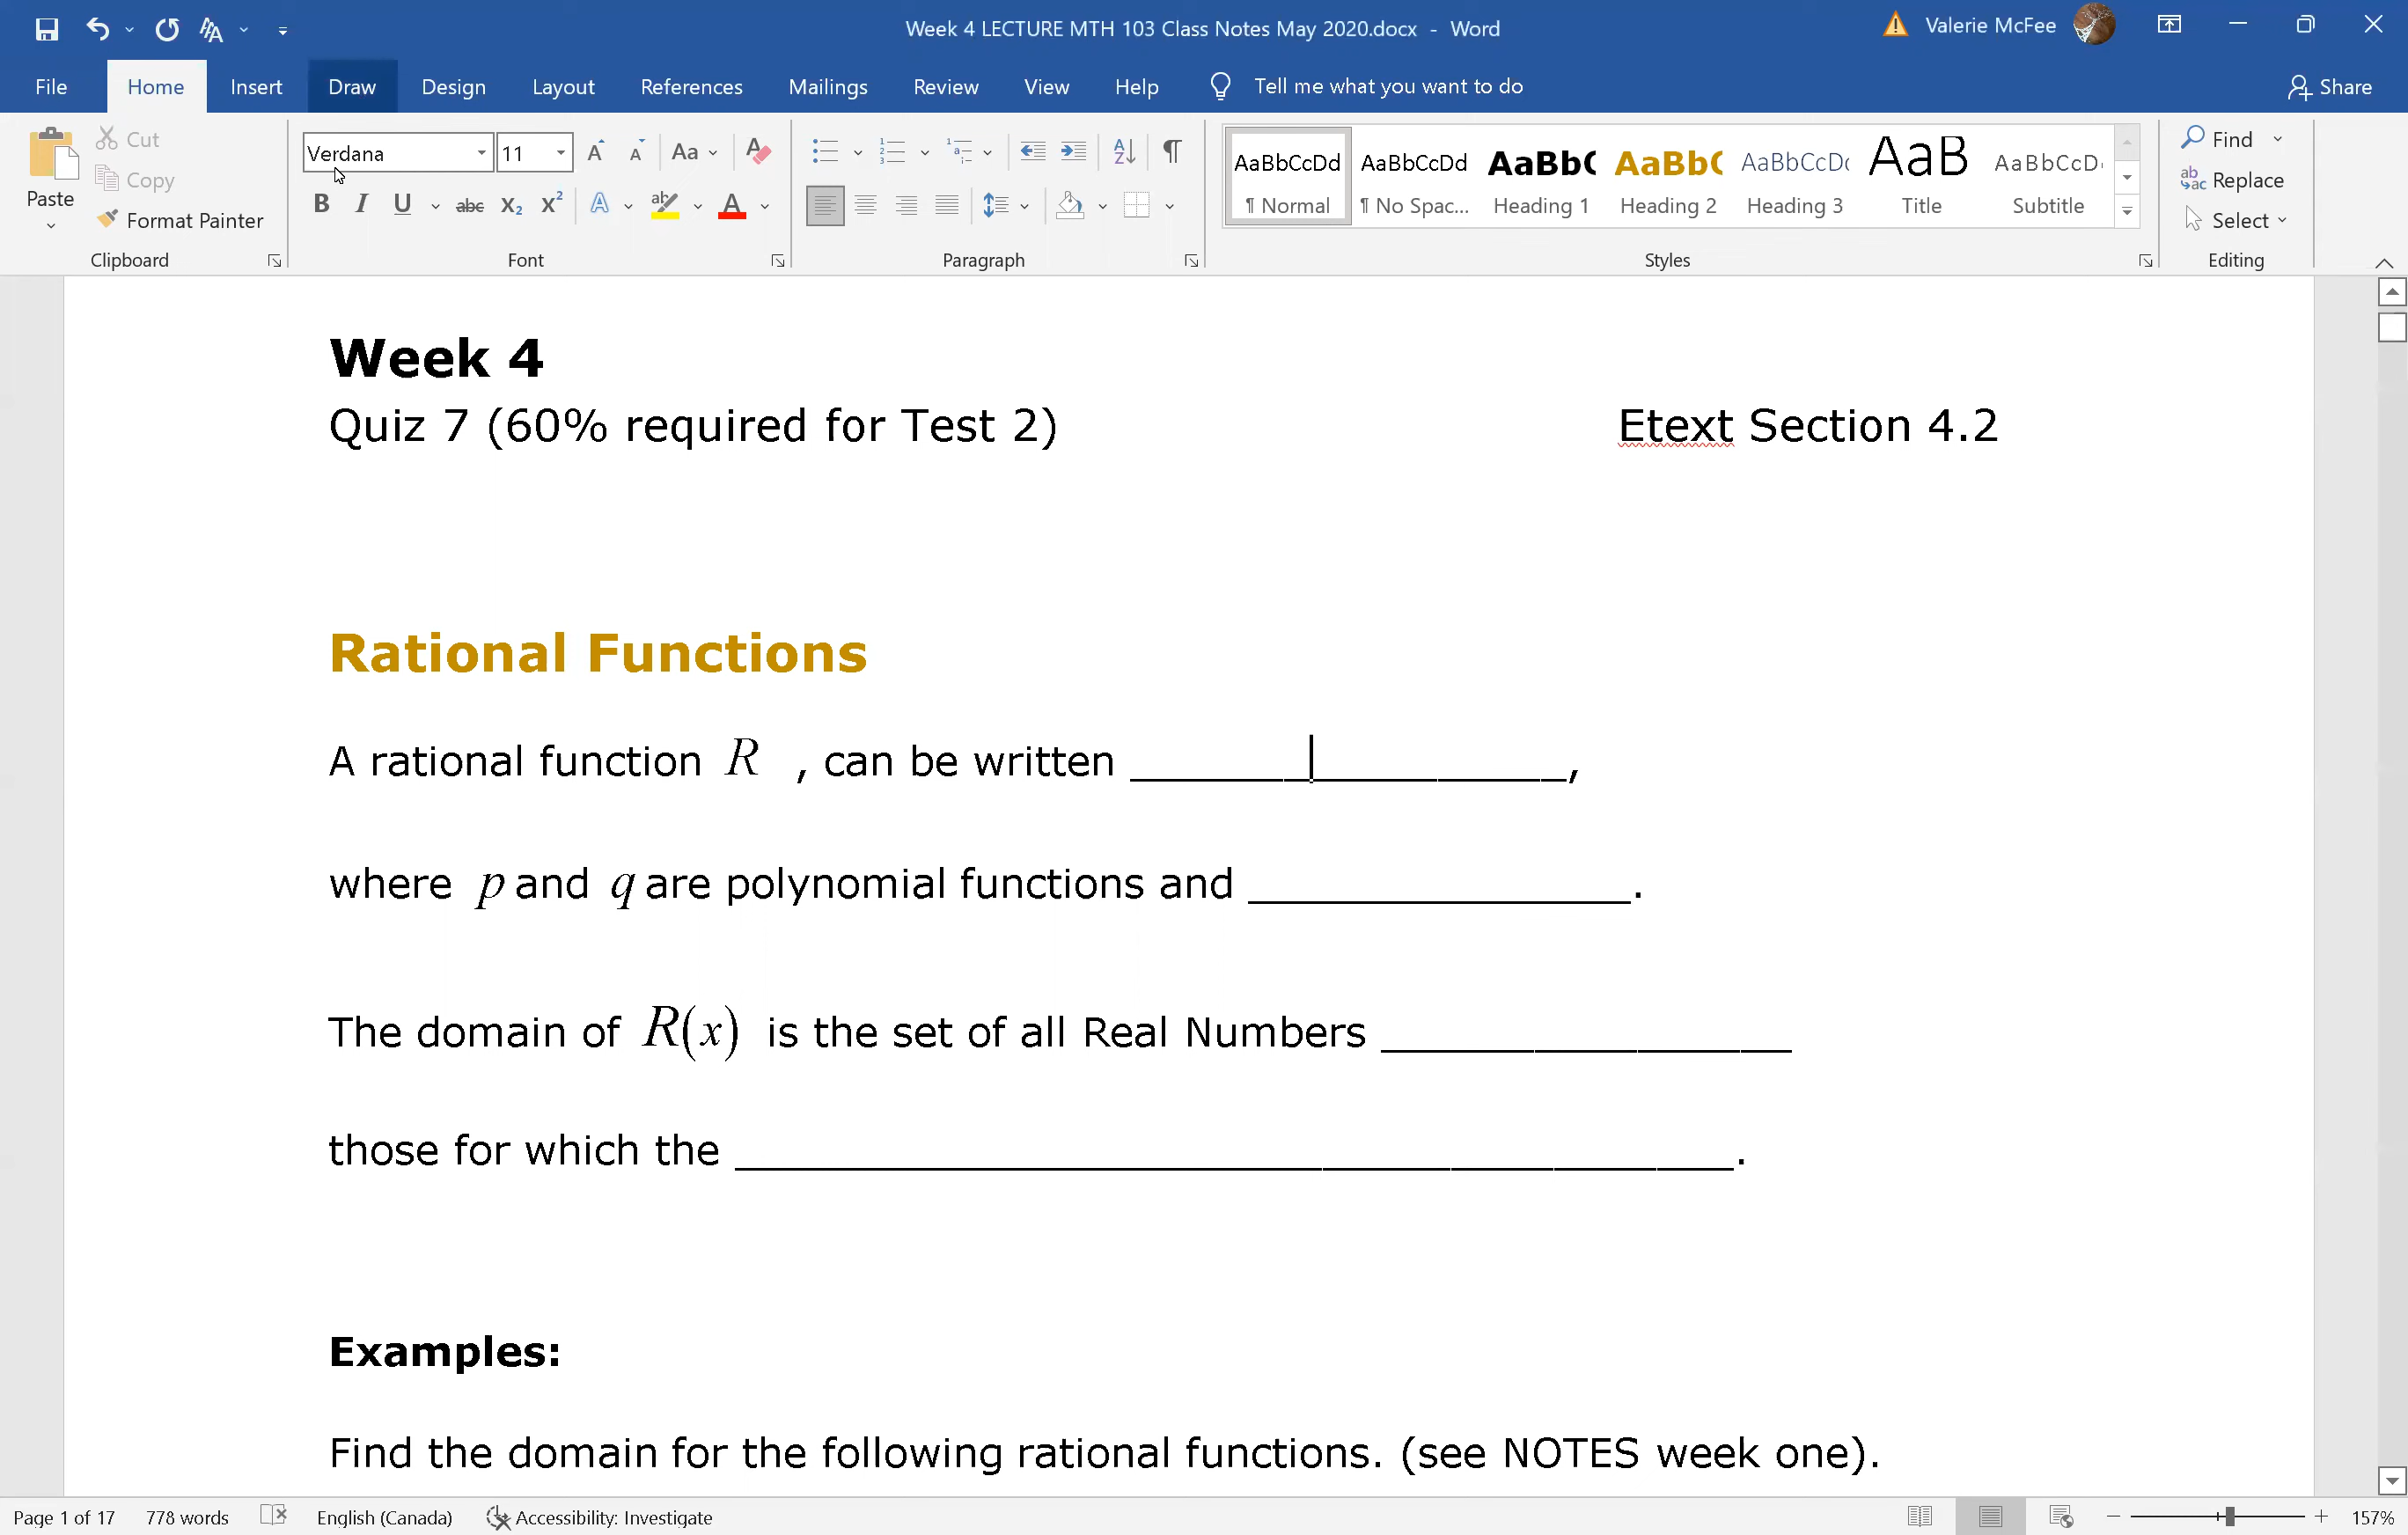 Week 4 LECTURE MTH 103 Class Notes May 2020.docx - Word
Valerie McFee
File Home Insert Draw Design Layout References Mailings Review View Help Tell me what you want to do Share
Paste
Cut
Copy
Format Painter
Clipboard
Verdana 11
Font
Paragraph
AaBbCcDd AaBbCcDd AaBbC AaBbC AaBbCcDc AaB AaBbCcD
¶ Normal ¶ No Spac... Heading 1 Heading 2 Heading 3 Title Subtitle
Styles
Find
Replace
Select
Editing
Week 4
Quiz 7 (60% required for Test 2) Etext Section 4.2
Rational Functions
A rational function R , can be written _________________,
where p and q are polynomial functions and _______________.
The domain of R(x) is the set of all Real Numbers ________________
those for which the _______________________________________.
Examples:
Find the domain for the following rational functions. (see NOTES week one).
Page 1 of 17 778 words English (Canada) Accessibility: Investigate 157%